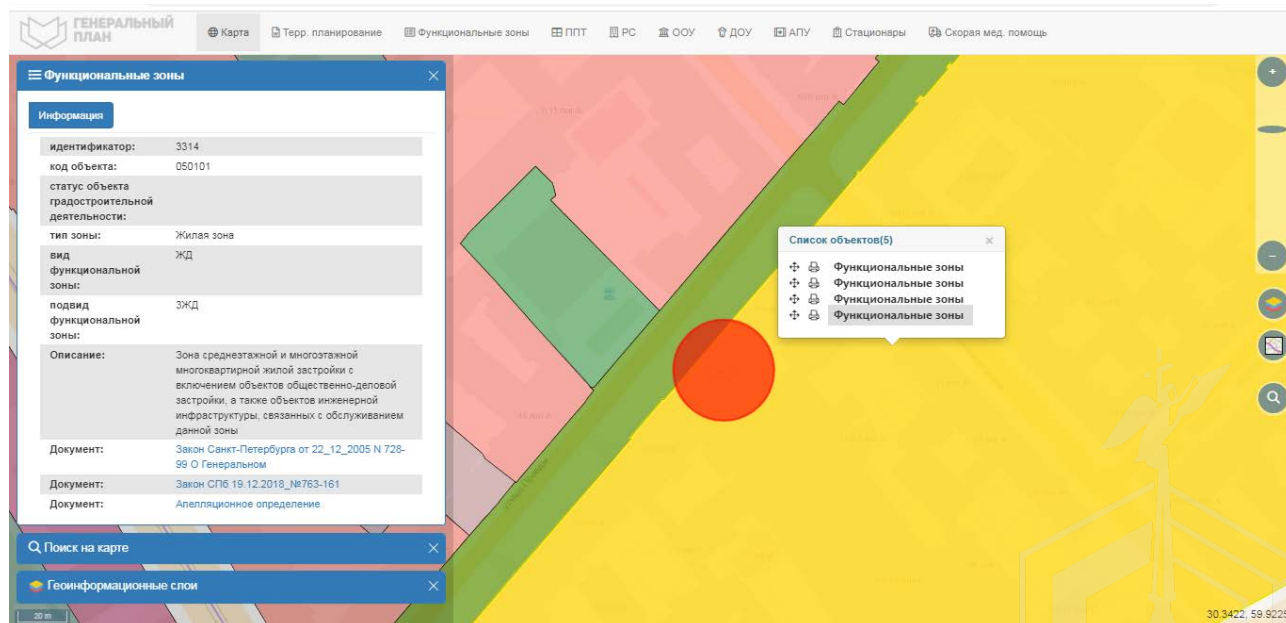 ГЕНЕРАЛЬНЫЙ
ПЛАН
Карта
Терр. планирование
Функциональные зоны
ППТ
РС
ООУ
ДОУ
АПУ
Стационары
Скорая мед. помощь
Функциональные зоны
Информация
идентификатор: 3314
код объекта: 050101
статус объекта
градостроительной
деятельности:
тип зоны: Жилая зона
вид ЖД
функциональной
зоны:
подвид 3ЖД
функциональной
зоны:
Описание: Зона среднеэтажной и многоэтажной
многоквартирной жилой застройки с
включением объектов общественно-деловой
застройки, а также объектов инженерной
инфраструктуры, связанных с обслуживанием
данной зоны
Документ: Закон Санкт-Петербурга от 22_12_2005 N 728-
99 О Генеральном
Документ: Закон СПб 19.12.2018_№763-161
Документ: Апелляционное определение
Поиск на карте
Геоинформационные слои
20 m
Список объектов(5)
Функциональные зоны
Функциональные зоны
Функциональные зоны
Функциональные зоны
30.3422, 59.9225